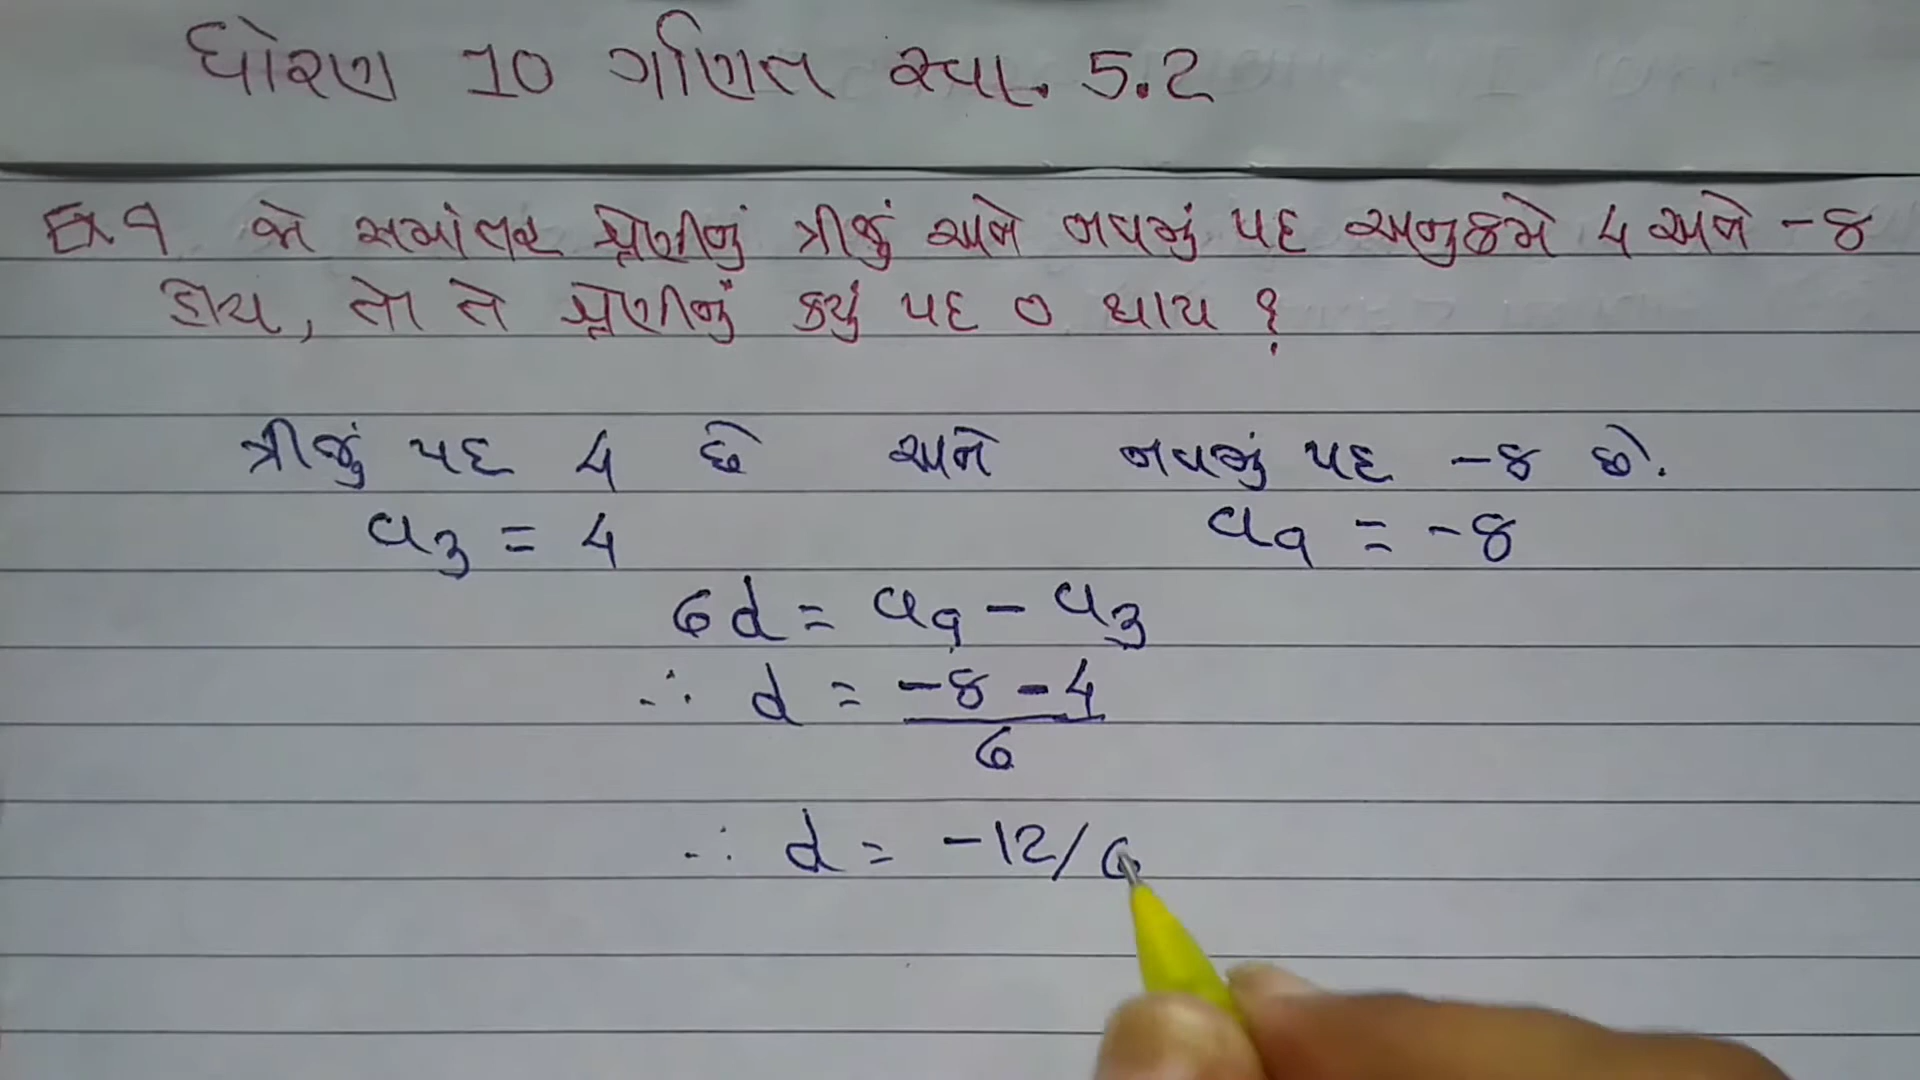 ધોરણ 10 ગણિત સ્વા. 5.2
Ex 9 જો સમાંતર શ્રેણીનું ત્રીજું અને નવમું પદ અનુક્રમે 4 અને -8
હોય, તો તે શ્રેણીનું કયું પદ 0 થાય ?
ત્રીજું પદ 4 છે અને નવમું પદ -8 છે.
a₃ = 4 a₉ = -8
6d = a₉ - a₃
∴ d = (-8 - 4)/6
∴ d = -12/6